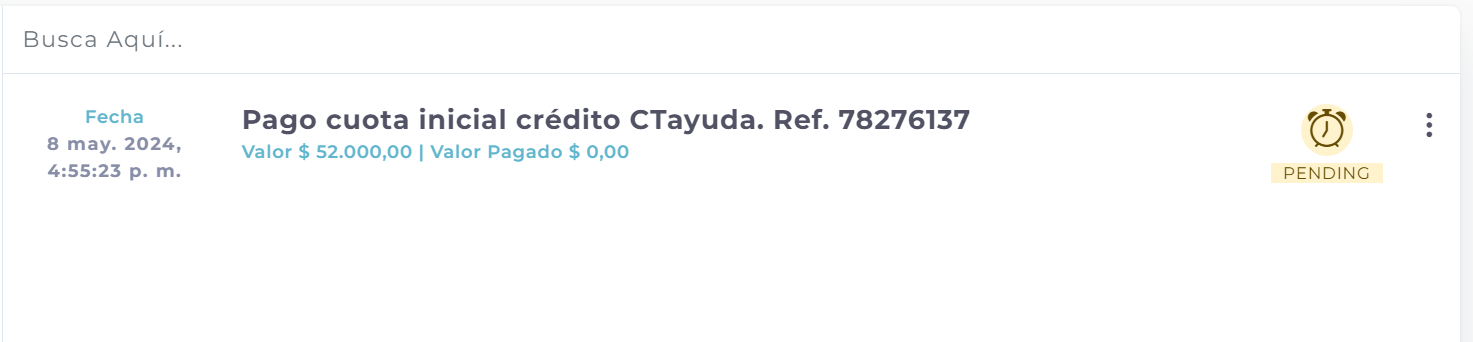 Busca Aquí...
Fecha
8 may. 2024,
4:55:23 p. m.
Pago cuota inicial crédito CTayuda. Ref. 78276137
Valor $ 52.000,00 | Valor Pagado $ 0,00
PENDING